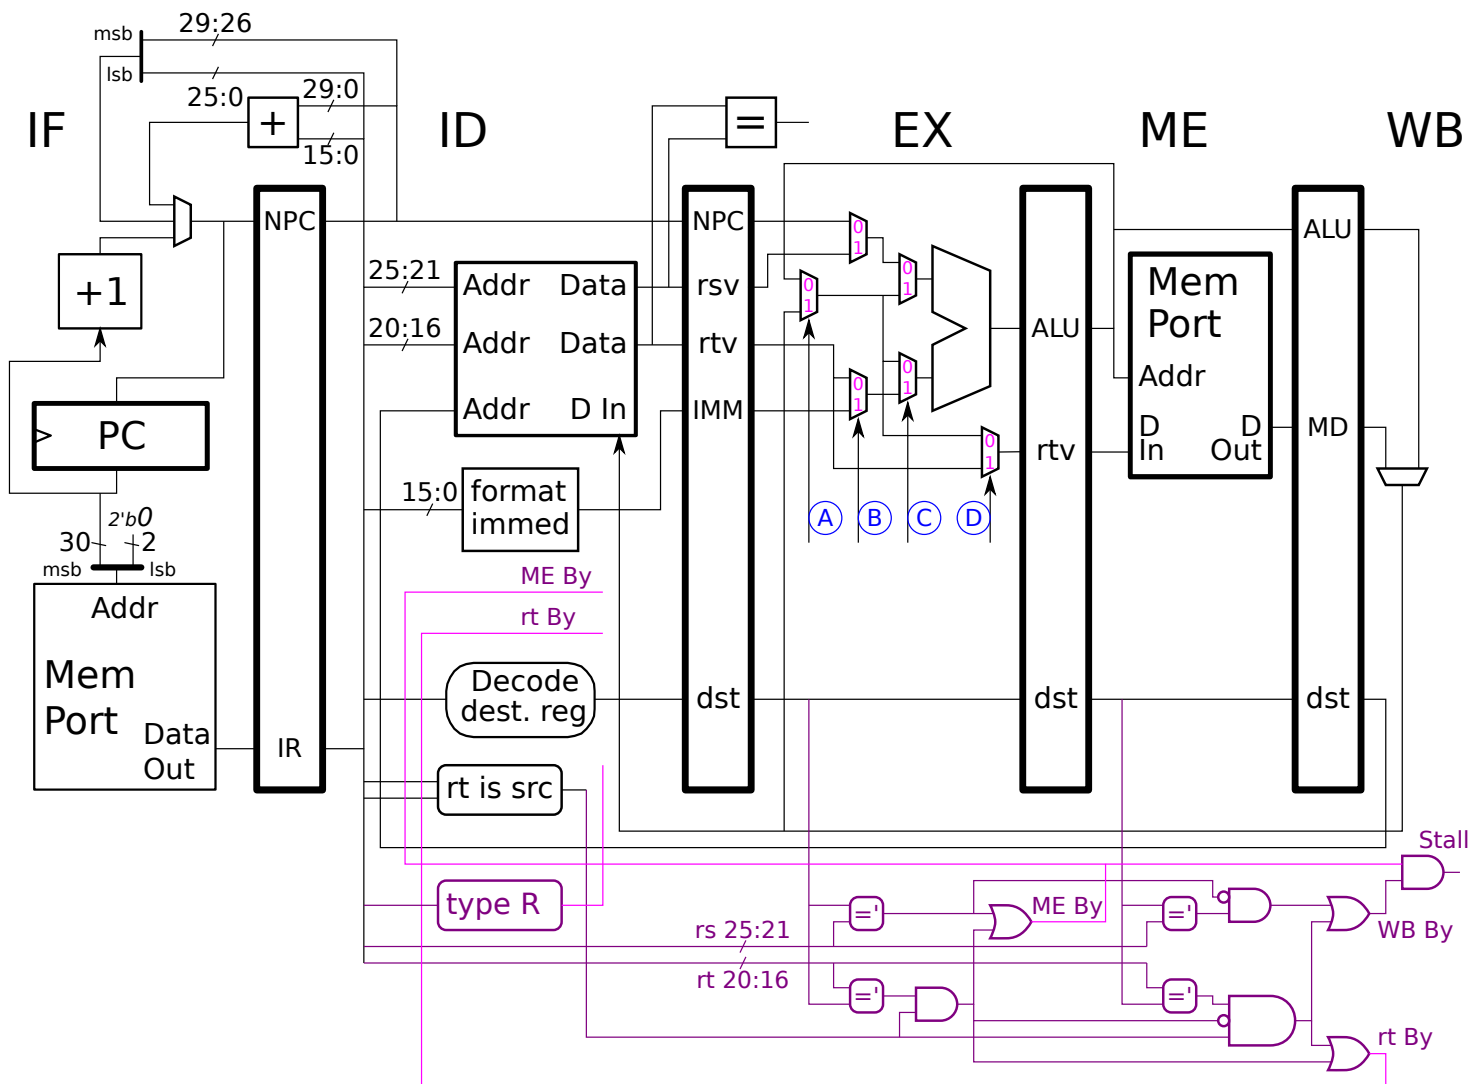 29:26
msb
lsb
25:0
29:0
+
15:0
=
IF
ID
EX
ME
WB
NPC
NPC
ALU
0
1
25:21
Addr
Data
rsv
0
1
0
1
Mem
Port
+1
20:16
Addr
Data
rtv
ALU
Addr
0
1
0
1
Addr
D In
IMM
PC
D
In
D
Out
MD
0
1
rtv
15:0
format
immed
A
B
C
D
2'b0
30
2
msb
lsb
ME By
rt By
Addr
Mem
Port
Data
Out
IR
Decode
dest. reg
dst
dst
dst
rt is src
type R
Stall
='
ME By
='
WB By
rs 25:21
rt 20:16
='
='
rt By